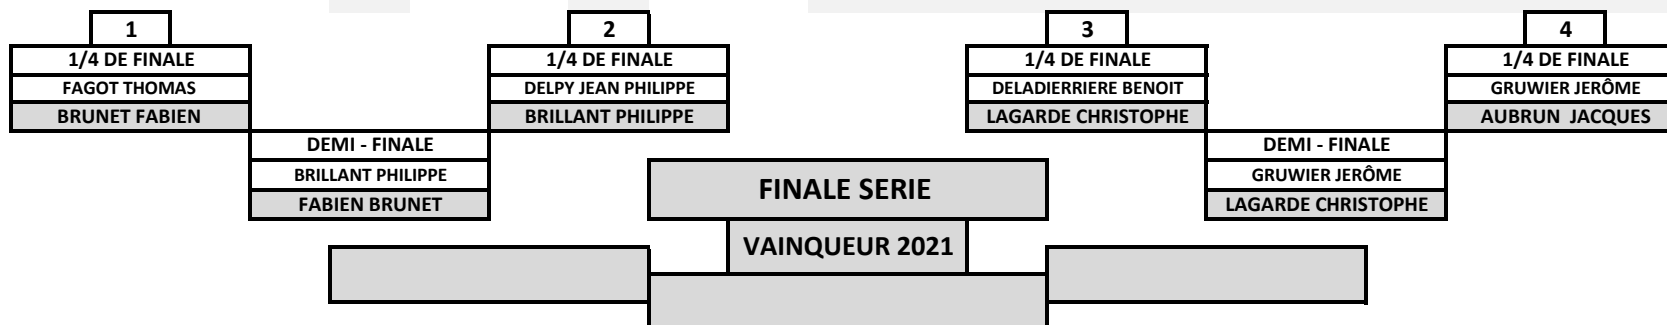 1
1/4 DE FINALE
FAGOT THOMAS
BRUNET FABIEN
2
1/4 DE FINALE
DELPY JEAN PHILIPPE
BRILLANT PHILIPPE
3
1/4 DE FINALE
DELADIERRIERE BENOIT
LAGARDE CHRISTOPHE
4
1/4 DE FINALE
GRUWIER JERÔME
AUBRUN JACQUES
DEMI - FINALE
BRILLANT PHILIPPE
FABIEN BRUNET
DEMI - FINALE
GRUWIER JERÔME
LAGARDE CHRISTOPHE
FINALE SERIE
VAINQUEUR 2021